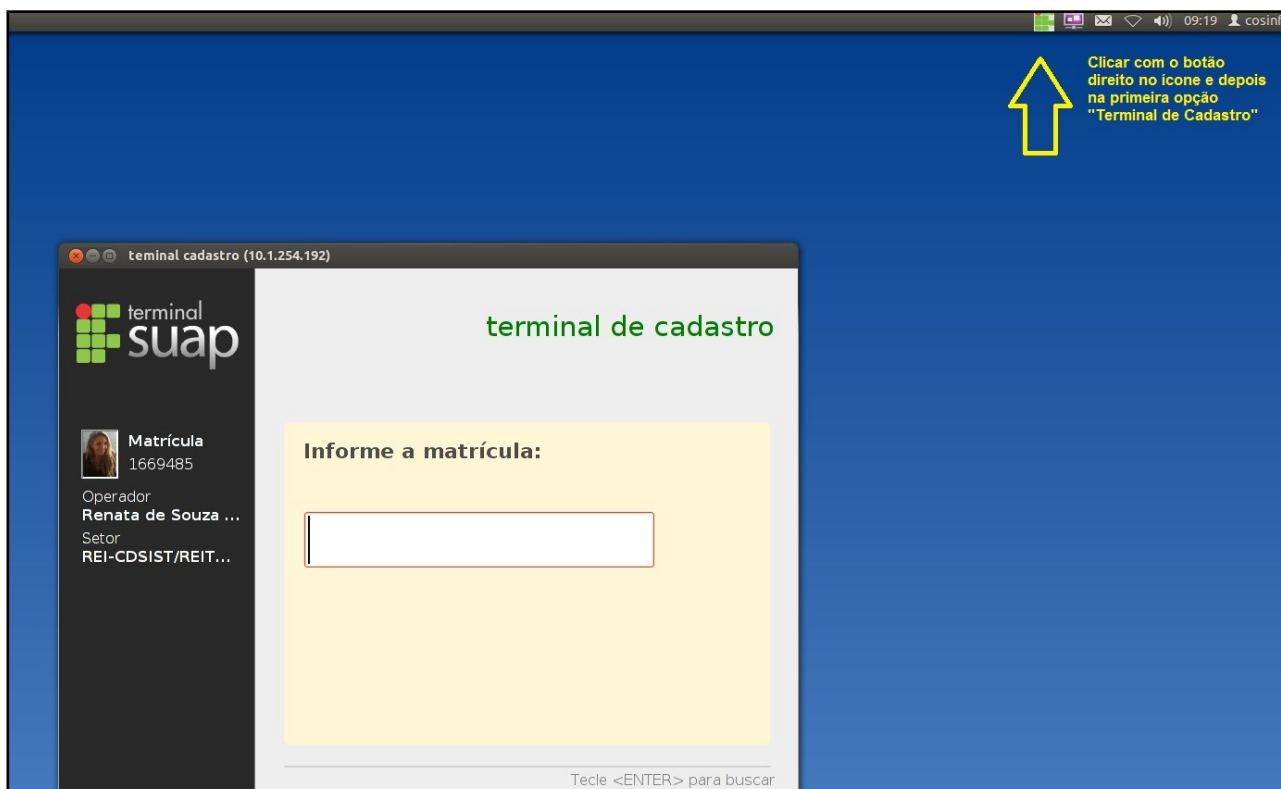 09:19 cosinf
Clicar com o botão
direito no ícone e depois
na primeira opção
"Terminal de Cadastro"
teminal cadastro (10.1.254.192)
terminal
suap
terminal de cadastro
Matrícula
1669485
Operador
Renata de Souza ...
Setor
REI-CDSIST/REIT...
Informe a matrícula:
Tecle <ENTER> para buscar